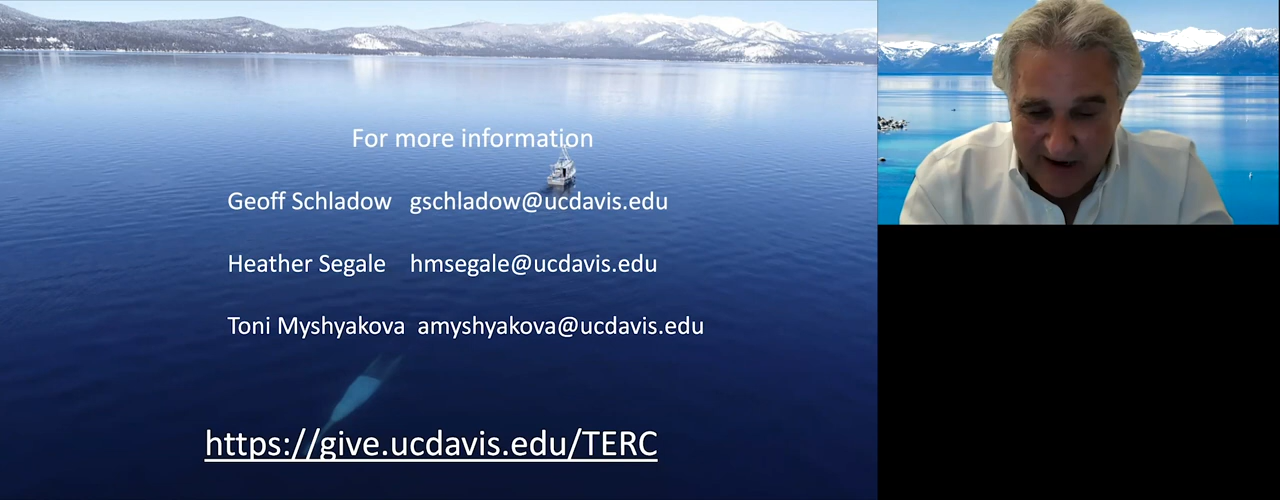 For more information
Geoff Schladow gschladow@ucdavis.edu
Heather Segale hmsegale@ucdavis.edu
Toni Myshyakova amyshyakova@ucdavis.edu
https://give.ucdavis.edu/TERC